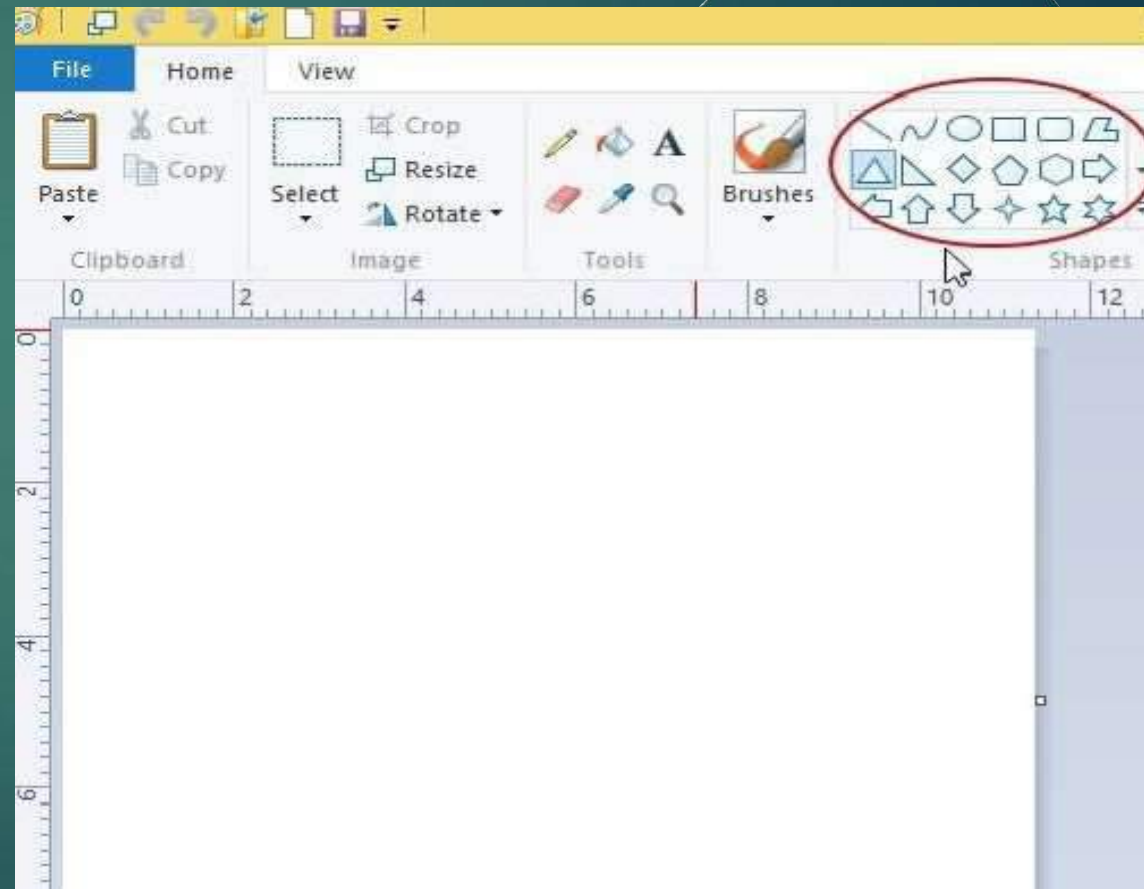 File Home View
Cut Crop
A
Copy Resize
Paste Select Brushes
Rotate
Clipboard Image Tools Shapes
0 2 4 6 8 10 12
0
2
4
6